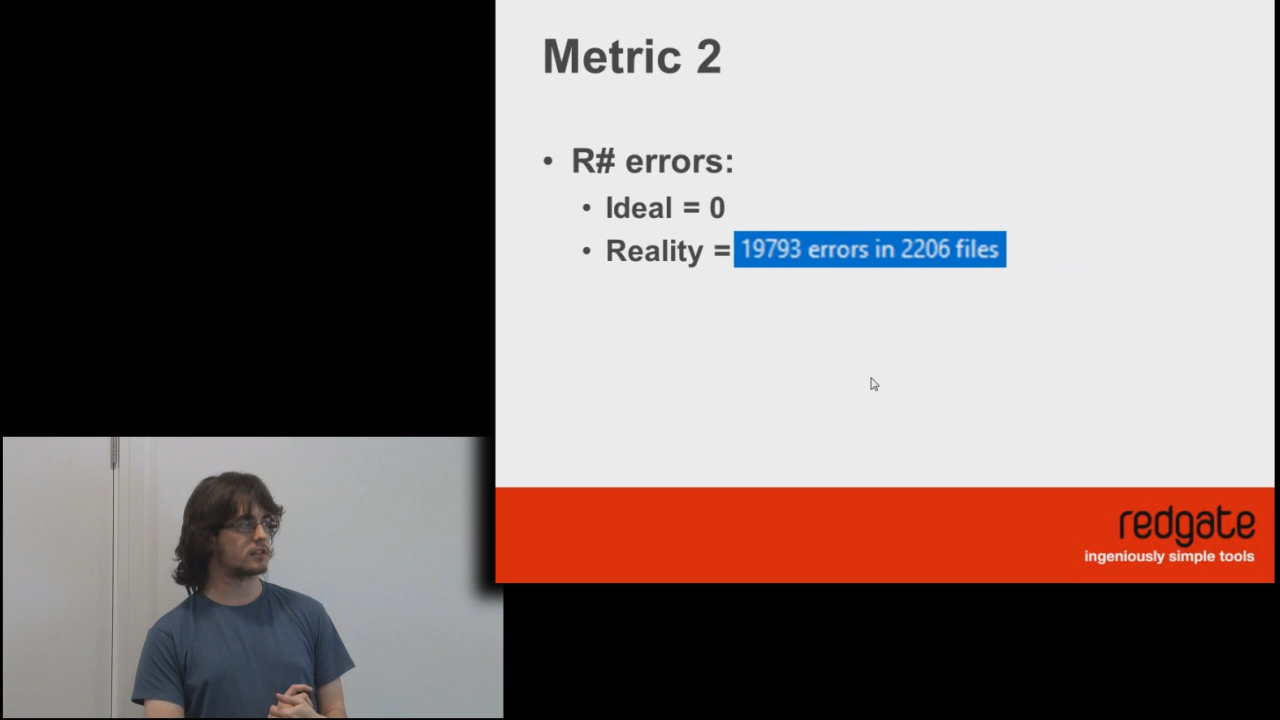 Metric 2
• R# errors:
• Ideal = 0
• Reality = 19793 errors in 2206 files
redgate
ingeniously simple tools